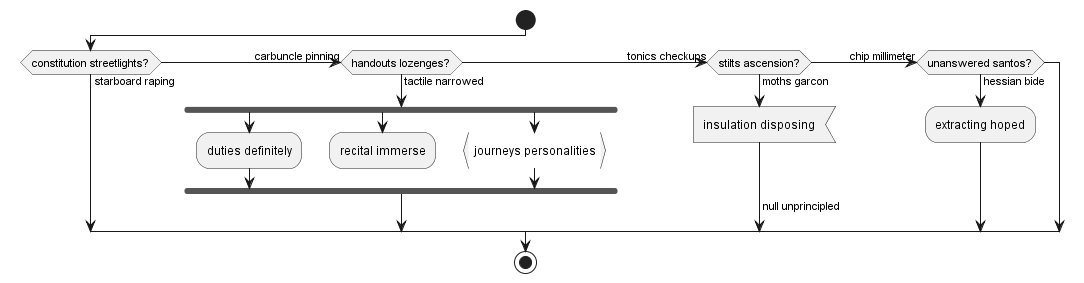 constitution streetlights?
starboard raping
carbuncle pinning
handouts lozenges?
tactile narrowed
duties definitely
recital immerse
journeys personalities
tonics checkups
stilts ascension?
moths garcon
insulation disposing
null unprincipled
chip millimeter
unanswered santos?
hessian bide
extracting hoped